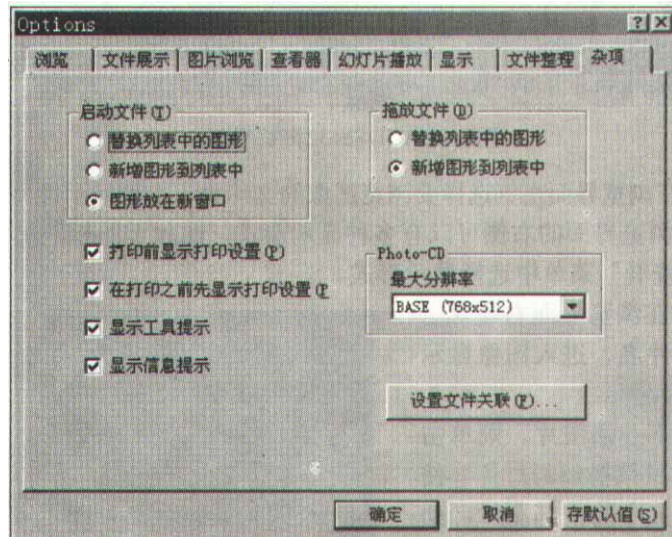 Options
浏览 文件展示 图片浏览 查看器 幻灯片播放 显示 文件整理 杂项
启动文件(T)
替换列表中的图形
新增图形到列表中
图形放在新窗口
拖放文件(D)
替换列表中的图形
新增图形到列表中
打印前显示打印设置(P)
在打印之前先显示打印设置(P
显示工具提示
显示信息提示
Photo-CD
最大分辨率
BASE (768x512)
设置文件关联(F)...
确定 取消 存默认值(S)